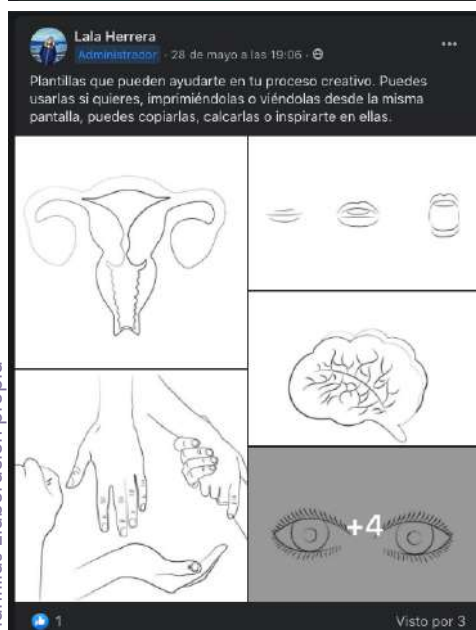 Lala Herrera
Administrador · 28 de mayo a las 19:06 ·
Plantillas que pueden ayudarte en tu proceso creativo. Puedes
usarlas si quieres, imprimiéndolas o viéndolas desde la misma
pantalla, puedes copiarlas, calcarlas o inspirarte en ellas.
+4
1
Visto por 3